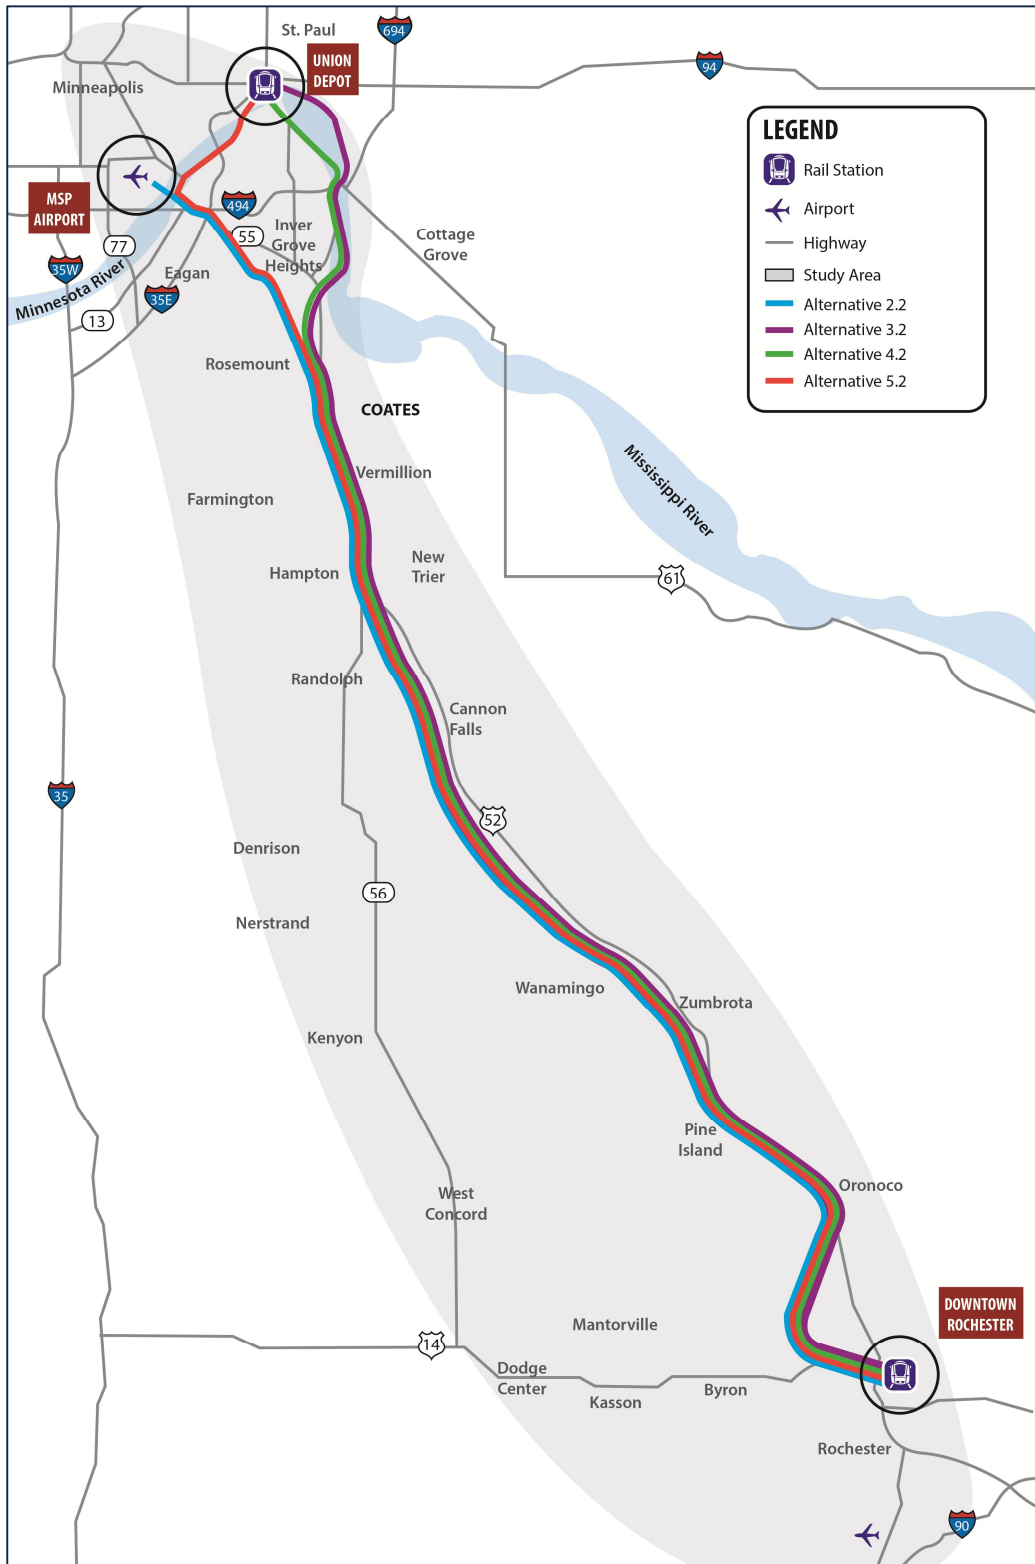 St. Paul
694
UNION
DEPOT
94
Minneapolis
LEGEND
Rail Station
Airport
Highway
Study Area
Alternative 2.2
Alternative 3.2
Alternative 4.2
Alternative 5.2
MSP
AIRPORT
494
55
77
Inver
Grove
Heights
Cottage
Grove
35W
Eagan
35E
Minnesota River
13
Rosemount
COATES
Vermillion
Farmington
Mississippi River
Hampton
New
Trier
61
Randolph
Cannon
Falls
35
52
Denrison
56
Nerstrand
Wanamingo
Zumbrota
Kenyon
Pine
Island
Oronoco
West
Concord
DOWNTOWN
ROCHESTER
Mantorville
14
Dodge
Center
Kasson
Byron
Rochester
90